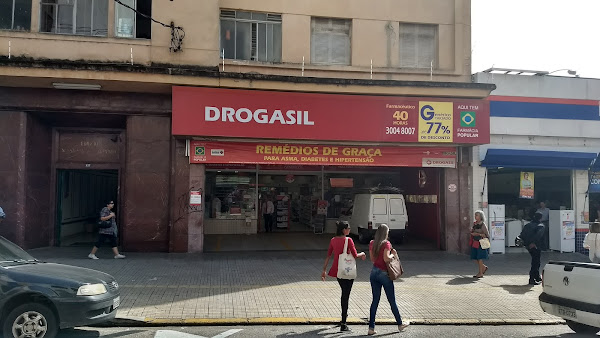 DROGASIL
Farmacêutico
40
HORAS
3004 8007
G
77%
DE DESCONTO
AQUI TEM
FARMÁCIA
POPULAR
REMÉDIOS DE GRAÇA
PARA ASMA, DIABETES E HIPERTENSÃO